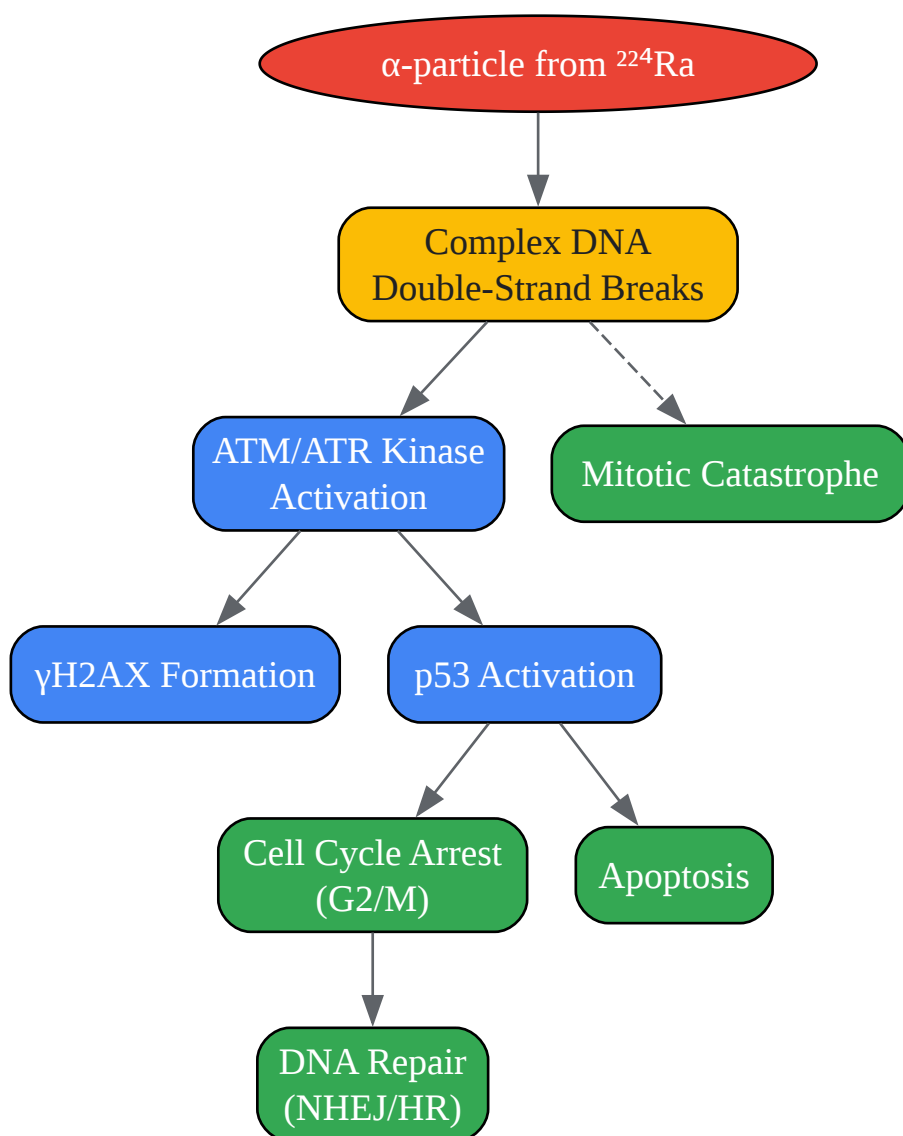 α-particle from ²²⁴Ra
Complex DNA
Double-Strand Breaks
ATM/ATR Kinase
Activation
Mitotic Catastrophe
γH2AX Formation
p53 Activation
Cell Cycle Arrest
(G2/M)
Apoptosis
DNA Repair
(NHEJ/HR)